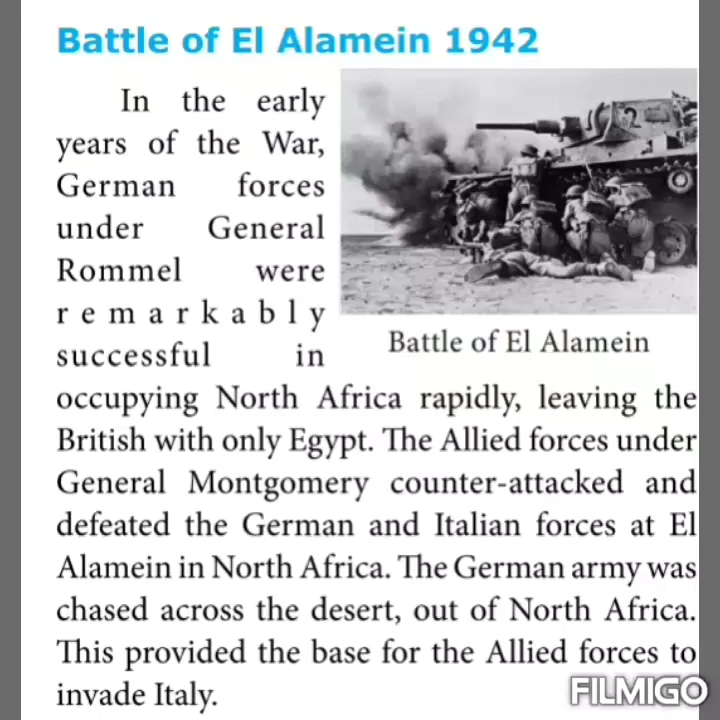 Battle of El Alamein 1942
In the early
years of the War,
German forces
under General
Rommel were
remarkably
successful in
Battle of El Alamein
occupying North Africa rapidly, leaving the
British with only Egypt. The Allied forces under
General Montgomery counter-attacked and
defeated the German and Italian forces at El
Alamein in North Africa. The German army was
chased across the desert, out of North Africa.
This provided the base for the Allied forces to
invade Italy.
FILMIGO